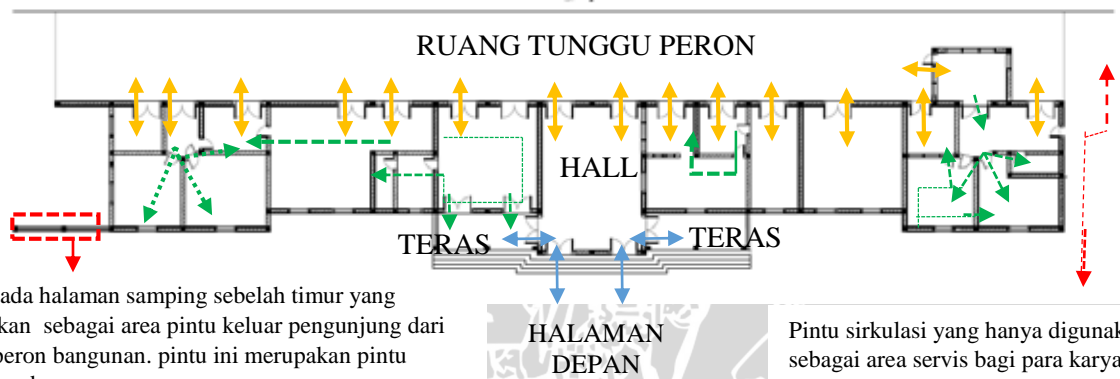 RUANG TUNGGU PERON
HALL
TERAS
TERAS
ada halaman samping sebelah timur yang
kan sebagai area pintu keluar pengunjung dari
peron bangunan. pintu ini merupakan pintu
HALAMAN
DEPAN
Pintu sirkulasi yang hanya digunak
sebagai area servis bagi para karya